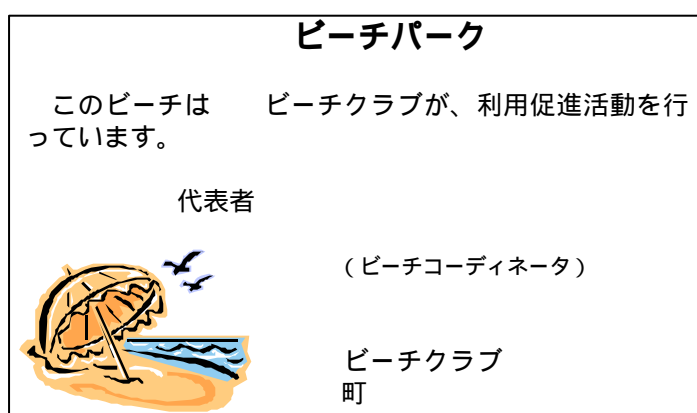 ビーチパーク
このビーチは　　ビーチクラブが、利用促進活動を行
っています。
代表者
（ビーチコーディネータ）
ビーチクラブ
町